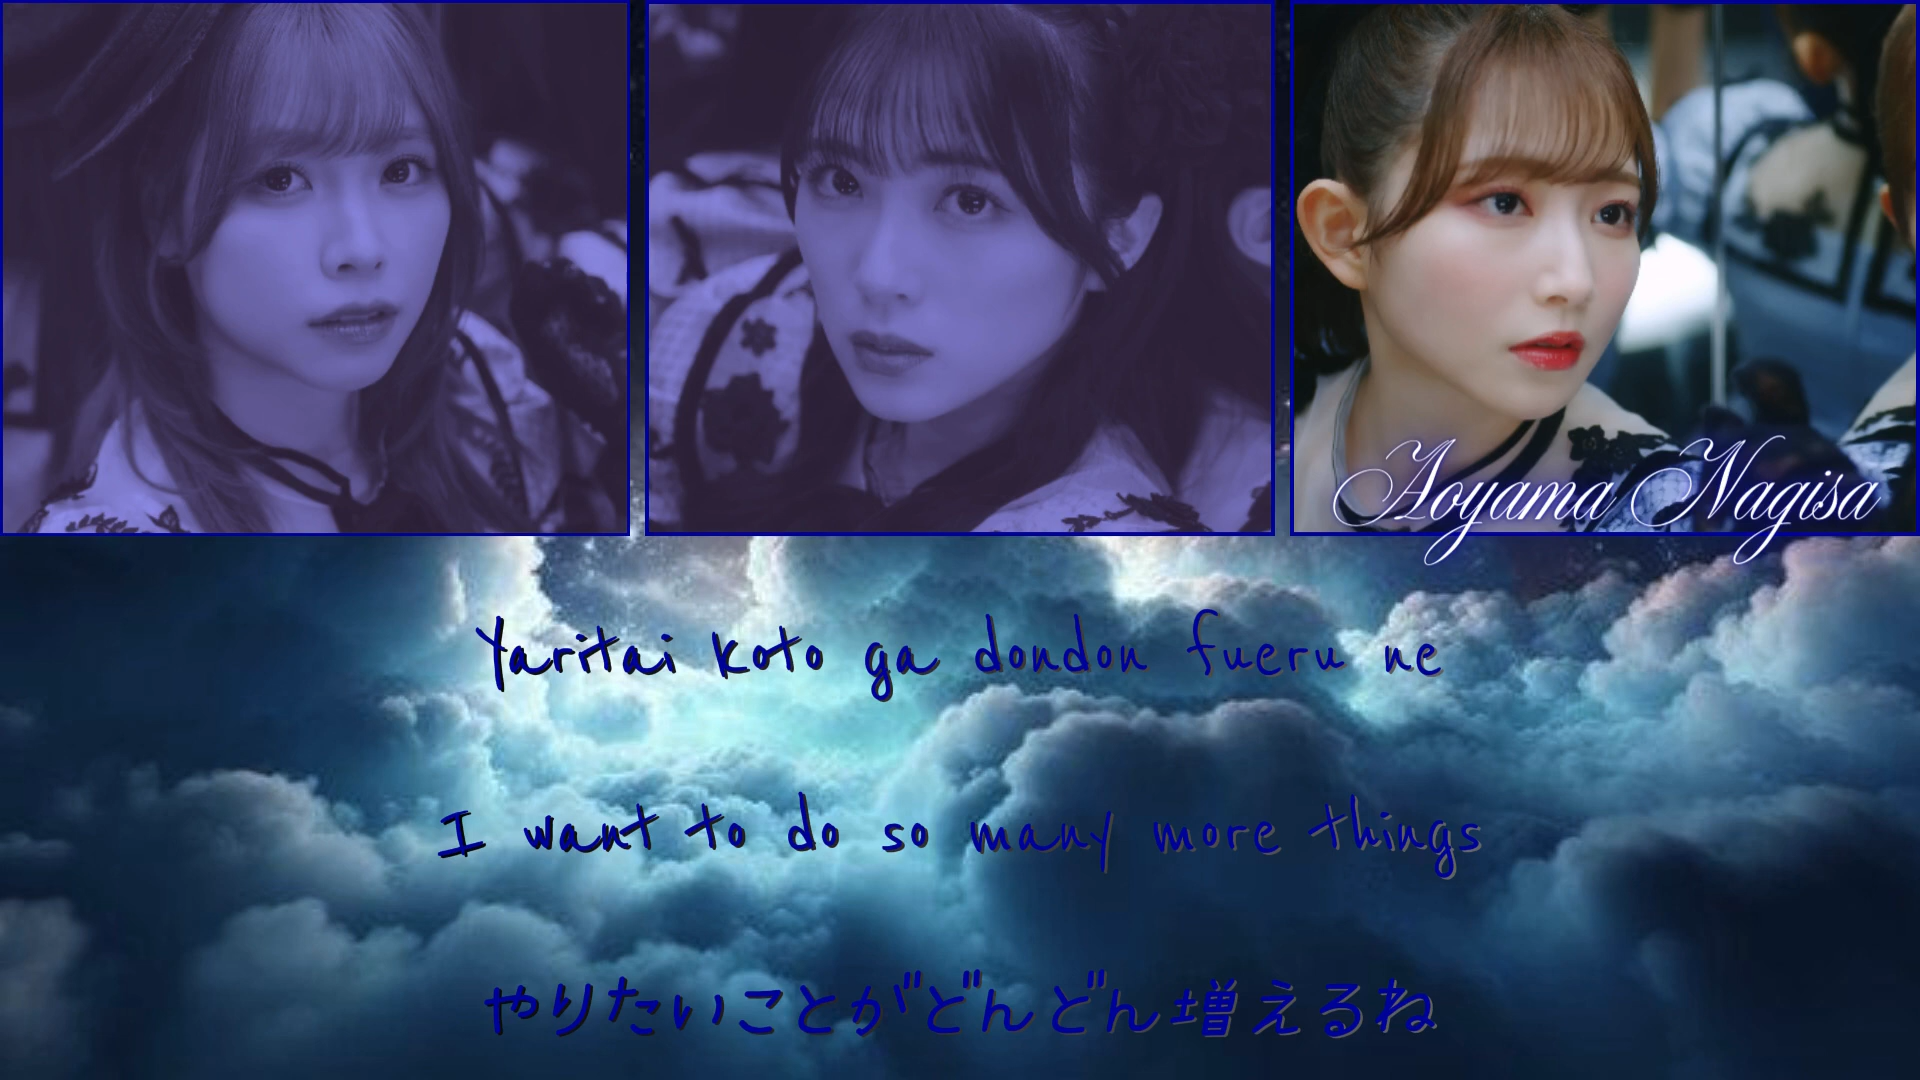 Aoyama Nagisa
Yaritai koto ga dondon fueru ne
I want to do so many more things
やりたいことがどんどん増えるね